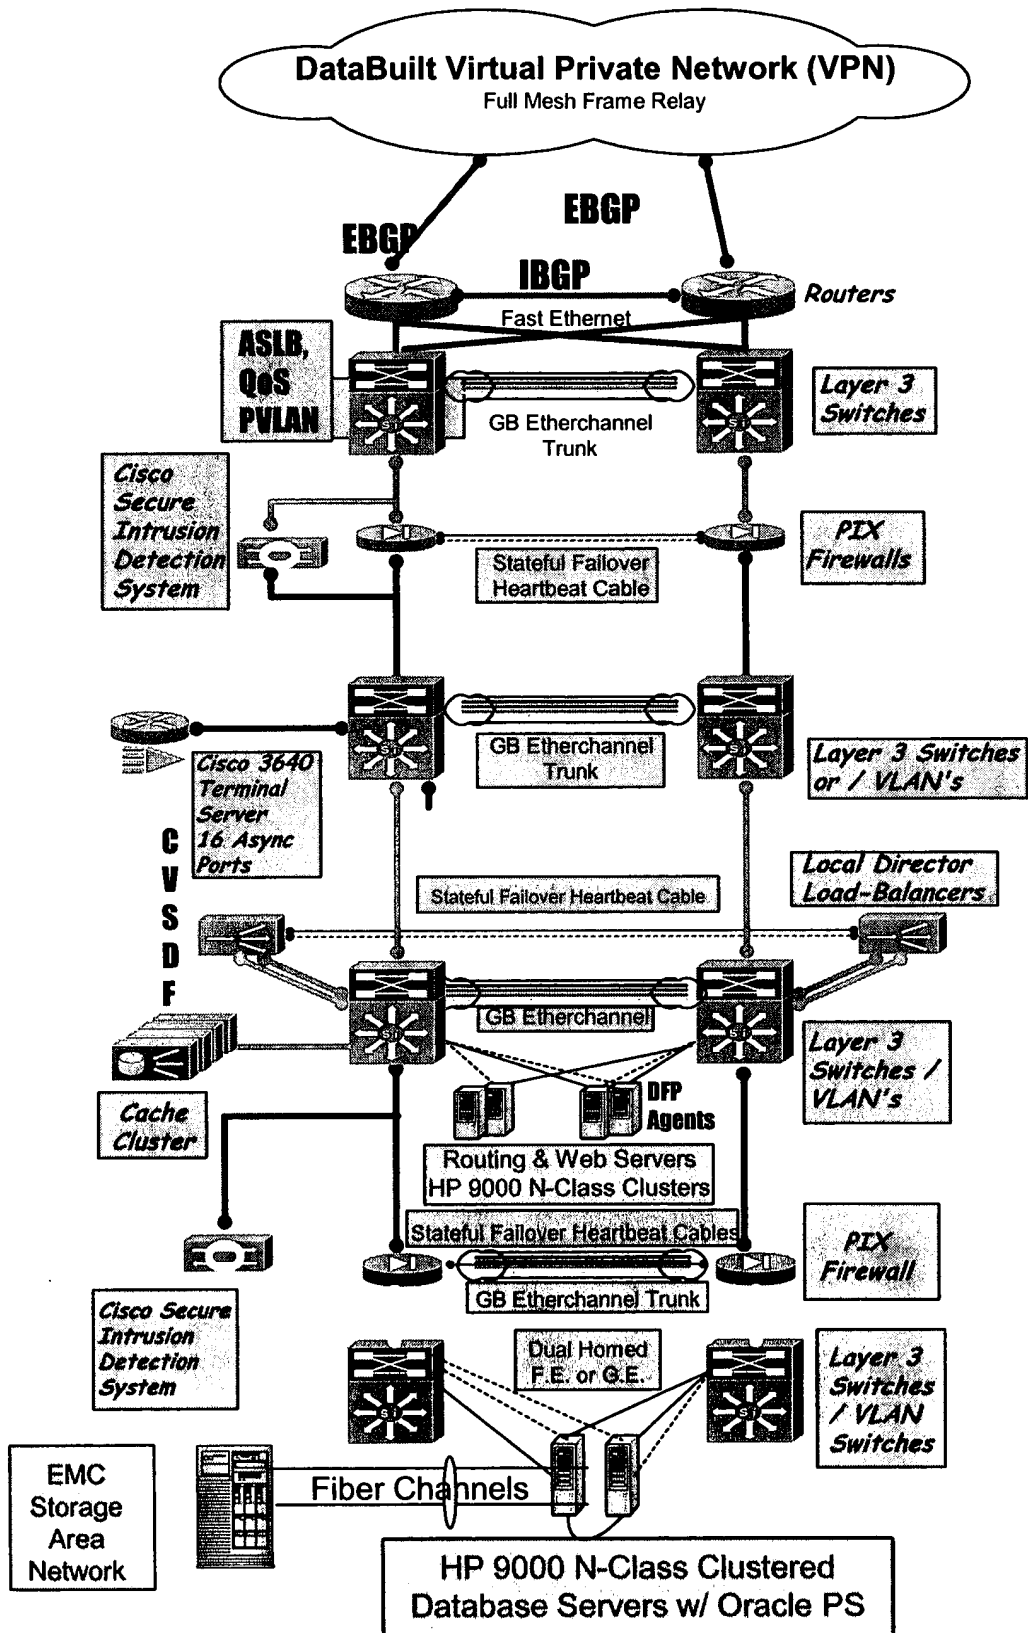 DataBuilt Virtual Private Network (VPN)
Full Mesh Frame Relay
EBGP
EBGP
IBGP
Routers
Fast Ethernet
ASLB,
QoS
PVLAN
Layer 3
Switches
GB Etherchannel
Trunk
Cisco
Secure
Intrusion
Detection
System
PIX
Firewalls
Stateful Failover
Heartbeat Cable
GB Etherchannel
Trunk
Layer 3 Switches
or / VLAN's
Cisco 3640
Terminal
Server
16 Async
Ports
C
V
S
D
F
Local Director
Load-Balancers
Stateful Failover Heartbeat Cable
GB Etherchannel
Layer 3
Switches /
VLAN's
Cache
Cluster
DFP
Agents
Routing & Web Servers
HP 9000 N-Class Clusters
Stateful Failover Heartbeat Cables
PIX
Firewall
GB Etherchannel Trunk
Cisco Secure
Intrusion
Detection
System
Dual Homed
F.E. or G.E.
Layer 3
Switches
/ VLAN
Switches
EMC
Storage
Area
Network
Fiber Channels
HP 9000 N-Class Clustered
Database Servers w/ Oracle PS